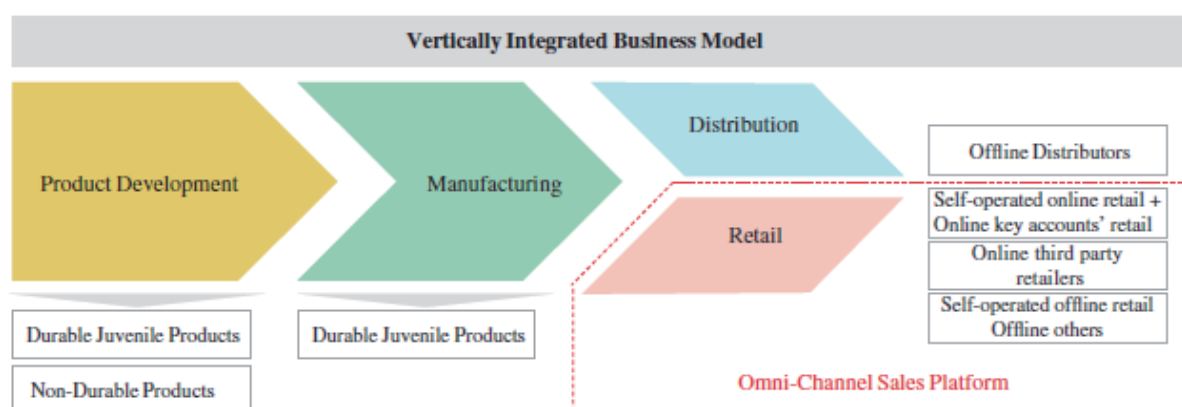 Vertically Integrated Business Model
Product Development
Manufacturing
Distribution
Retail
Offline Distributors
Self-operated online retail +
Online key accounts’ retail
Online third party
retailers
Self-operated offline retail
Offline others
Durable Juvenile Products
Non-Durable Products
Durable Juvenile Products
Omni-Channel Sales Platform